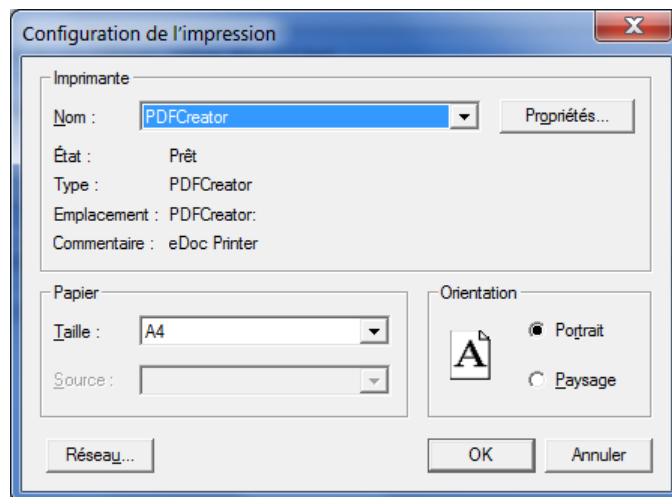 Configuration de l'impression
Imprimante
Nom : PDFCreator Propriétés...
État : Prêt
Type : PDFCreator
Emplacement : PDFCreator:
Commentaire : eDoc Printer
Papier
Taille : A4
Source :
Orientation
A
Portrait
Paysage
Réseau... OK Annuler